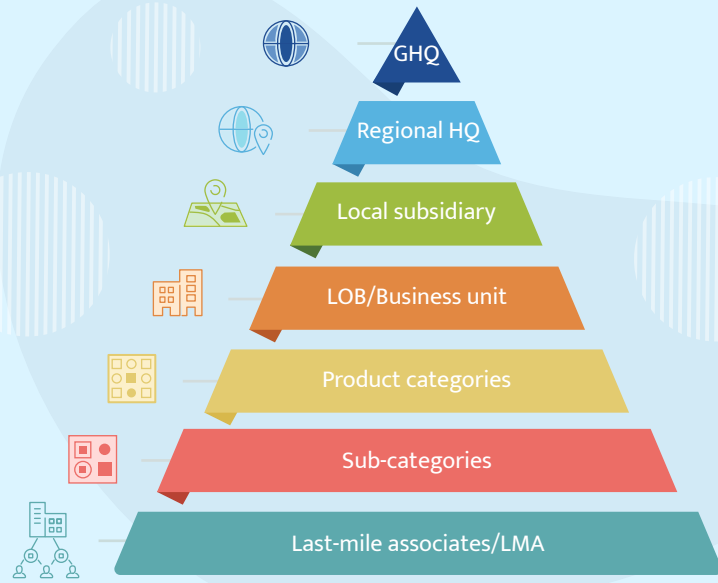 GHQ
Regional HQ
Local subsidiary
LOB/Business unit
Product categories
Sub-categories
Last-mile associates/LMA